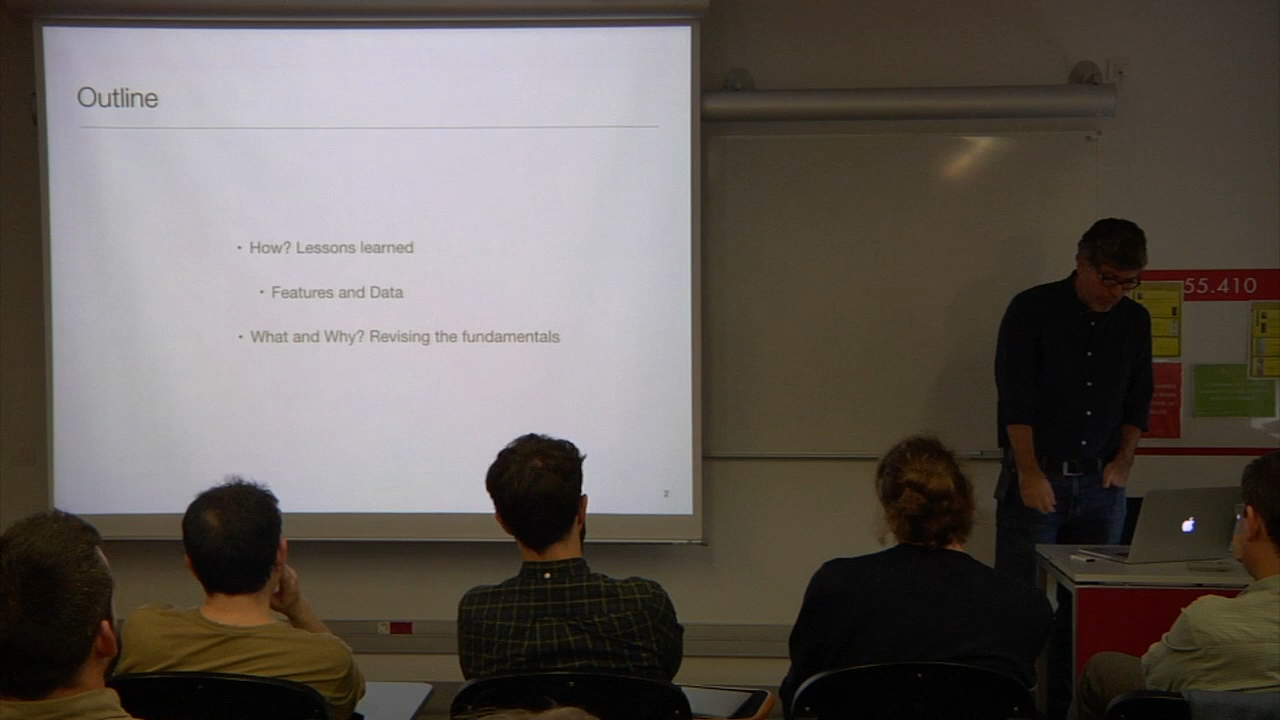 Outline
• How? Lessons learned
• Features and Data
• What and Why? Revising the fundamentals
2
55.410